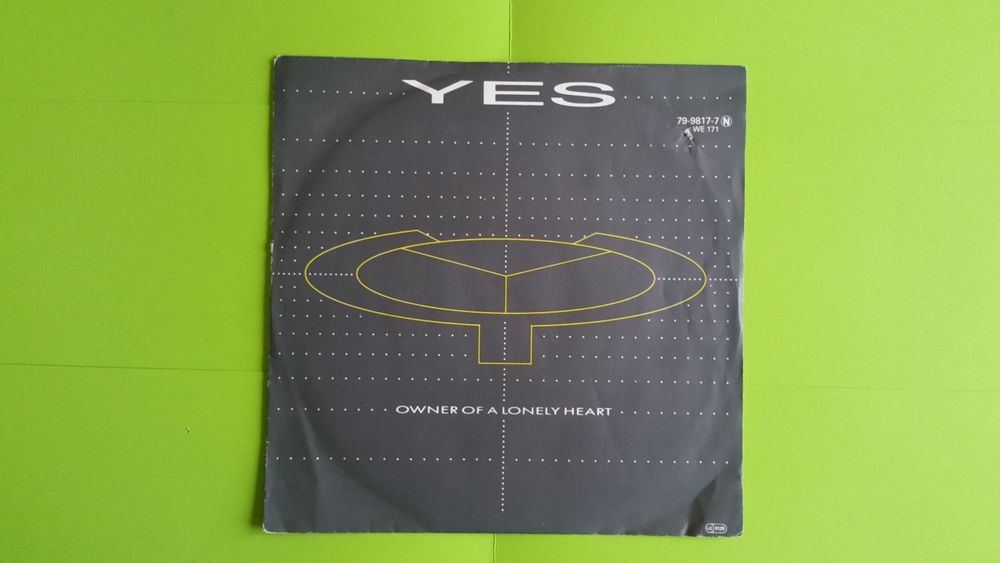 YES
79-9817-7 N
WE 171
OWNER OF A LONELY HEART